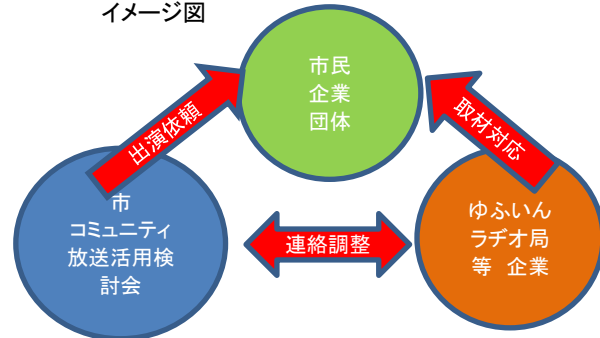 イメージ図
市民
企業
団体
出演依頼
取材対応
市
コミュニティ
放送活用検
討会
連絡調整
ゆふいん
ラヂオ局
等 企業